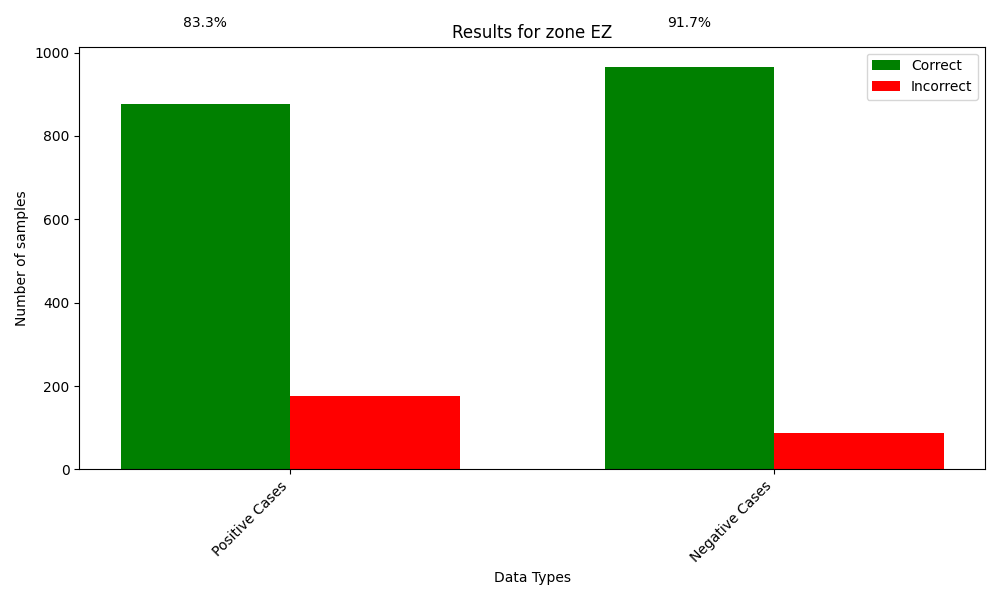 83.3%
91.7%
Results for zone EZ
1000
800
600
400
200
0
Number of samples
Correct
Incorrect
Positive Cases
Negative Cases
Data Types